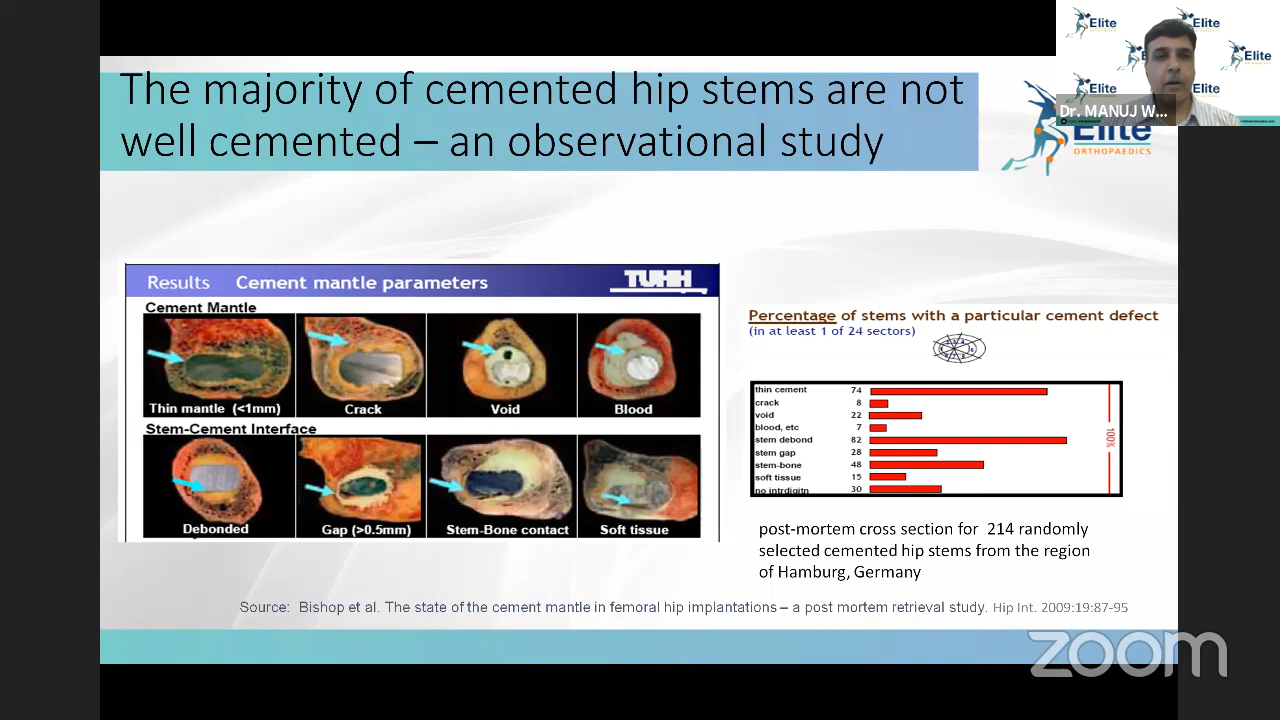 The majority of cemented hip stems are not
well cemented – an observational study
Elite
Elite
Elite
Elite
Elite
Elite
Dr. MANUJ W...
Elite
ORTHOPAEDICS
Results Cement mantle parameters
TUHH
Cement Mantle
Thin mantle (<1mm)
Crack
Void
Blood
Stem-Cement Interface
Debonded
Gap (>0.5mm)
Stem-Bone contact
Soft tissue
Percentage of stems with a particular cement defect
(in at least 1 of 24 sectors)
thin cement 74
crack 8
void 22
blood, etc 7
stem debond 82
stem gap 28
stem-bone 48
soft tissue 15
no intrdigitn 30
100%
post-mortem cross section for 214 randomly
selected cemented hip stems from the region
of Hamburg, Germany
Source: Bishop et al. The state of the cement mantle in femoral hip implantations – a post mortem retrieval study. Hip Int. 2009:19:87-95
zoom